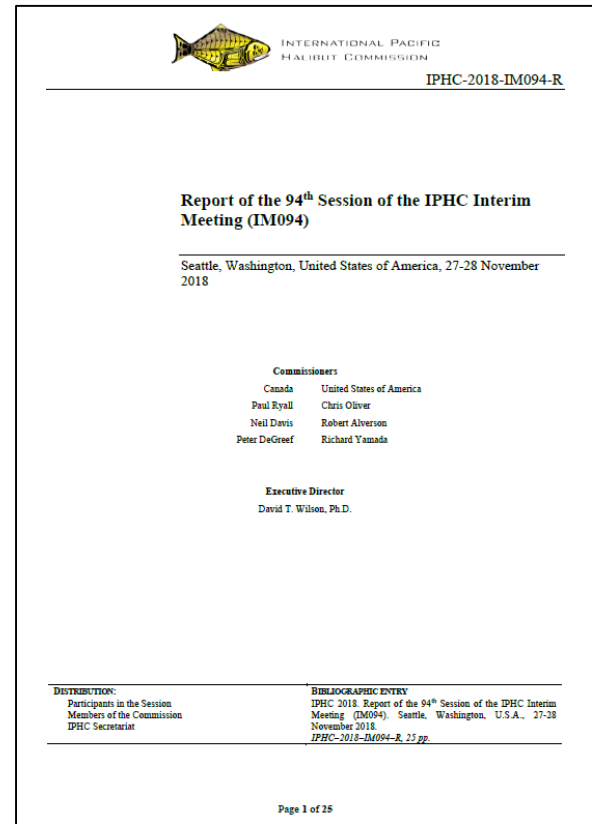 INTERNATIONAL PACIFIC
HALIBUT COMMISSION
IPHC-2018-IM094-R
Report of the 94th Session of the IPHC Interim
Meeting (IM094)
Seattle, Washington, United States of America, 27-28 November
2018
Commissioners
Canada United States of America
Paul Ryall Chris Oliver
Neil Davis Robert Alverson
Peter DeGreef Richard Yamada
Executive Director
David T. Wilson, Ph.D.
DISTRIBUTION:
Participants in the Session
Members of the Commission
IPHC Secretariat
BIBLIOGRAPHIC ENTRY
IPHC 2018. Report of the 94th Session of the IPHC Interim
Meeting (IM094). Seattle, Washington, U.S.A., 27-28
November 2018.
IPHC–2018–IM094–R, 25 pp.
Page 1 of 25